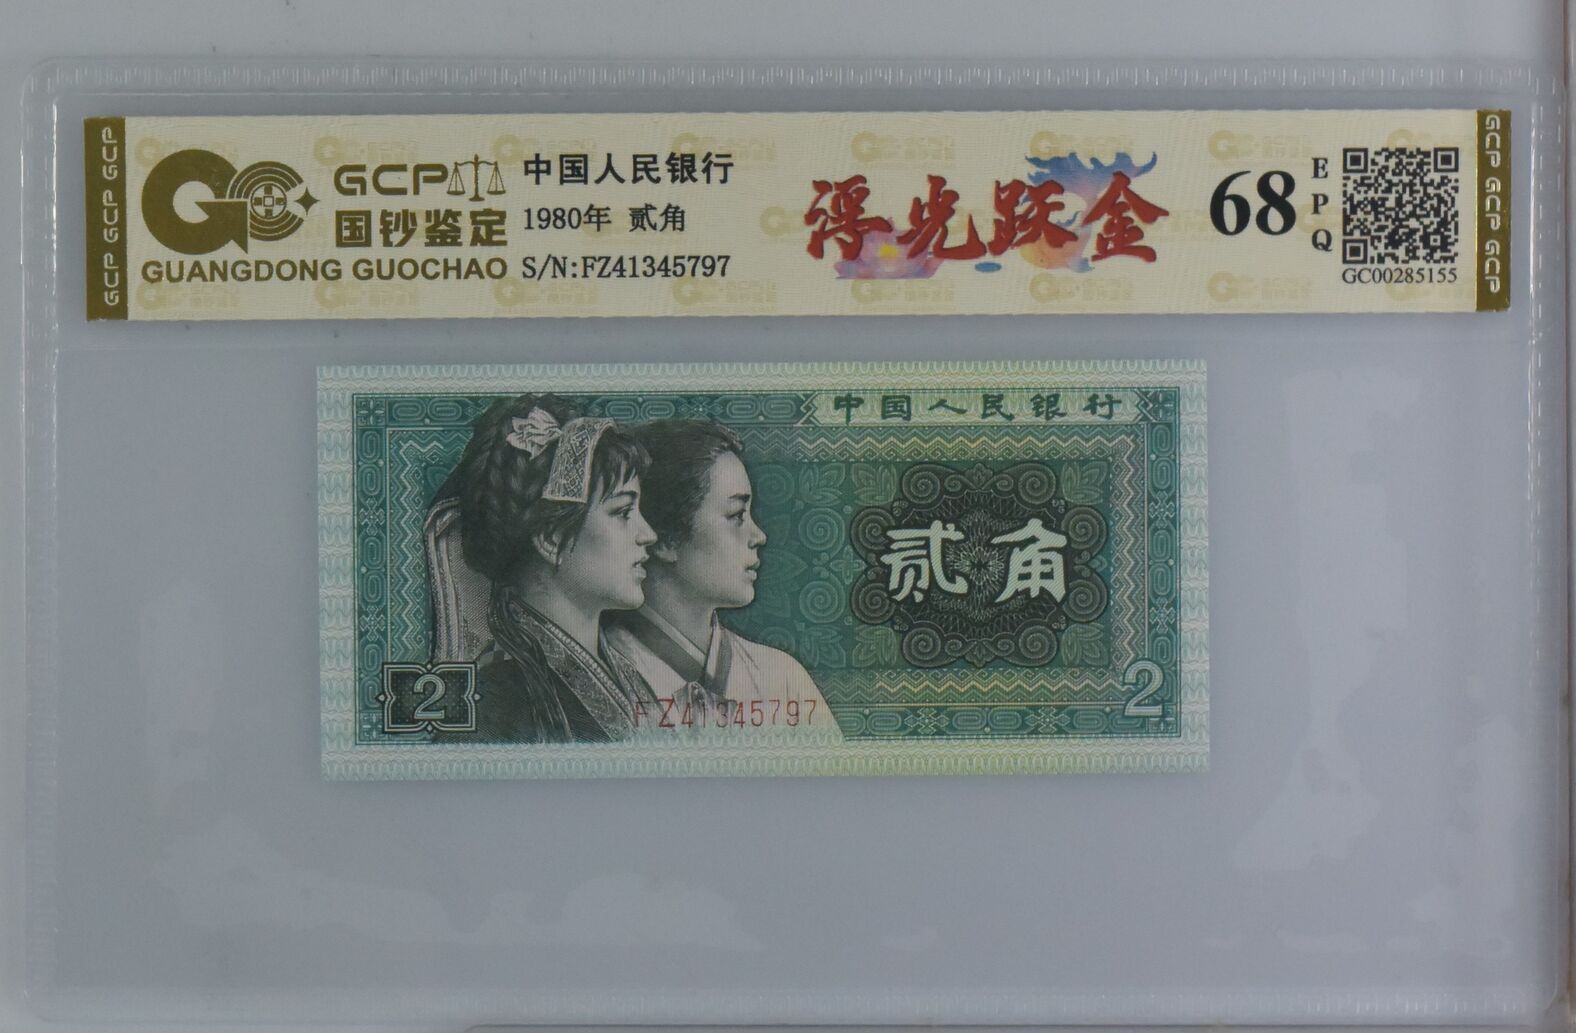 GCP GCP GCP
GCP
国钞鉴定
GUANGDONG GUOCHAO
中国人民银行
1980年 贰角
S/N:FZ41345797
浮光跃金
68
EPQ
GC00285155
GCP GCP GCP
中国人民银行
贰角
2
FZ41345797
2